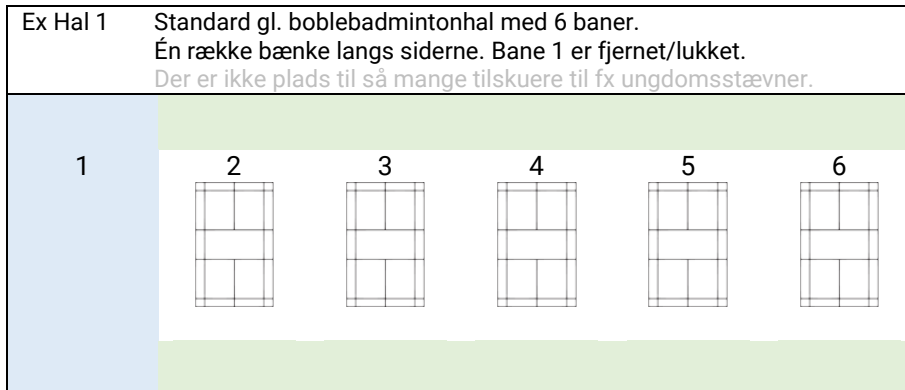 Ex Hal 1 Standard gl. boblebadmintonhal med 6 baner.
Én række bænke langs siderne. Bane 1 er fjernet/lukket.
Der er ikke plads til så mange tilskuere til fx ungdomsstævner.
1 2 3 4 5 6